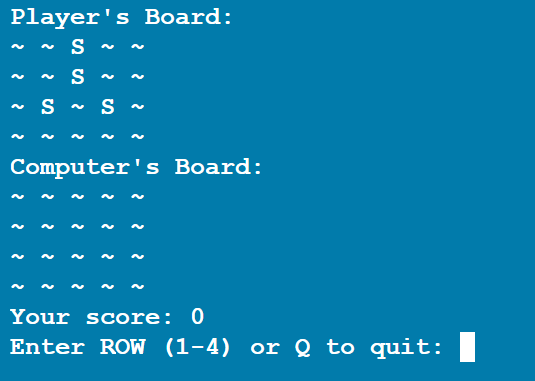 Player's Board:
~ ~ S ~ ~
~ ~ S ~ ~
~ S ~ S ~
~ ~ ~ ~ ~
Computer's Board:
~ ~ ~ ~ ~
~ ~ ~ ~ ~
~ ~ ~ ~ ~
~ ~ ~ ~ ~
Your score: 0
Enter ROW (1-4) or Q to quit: